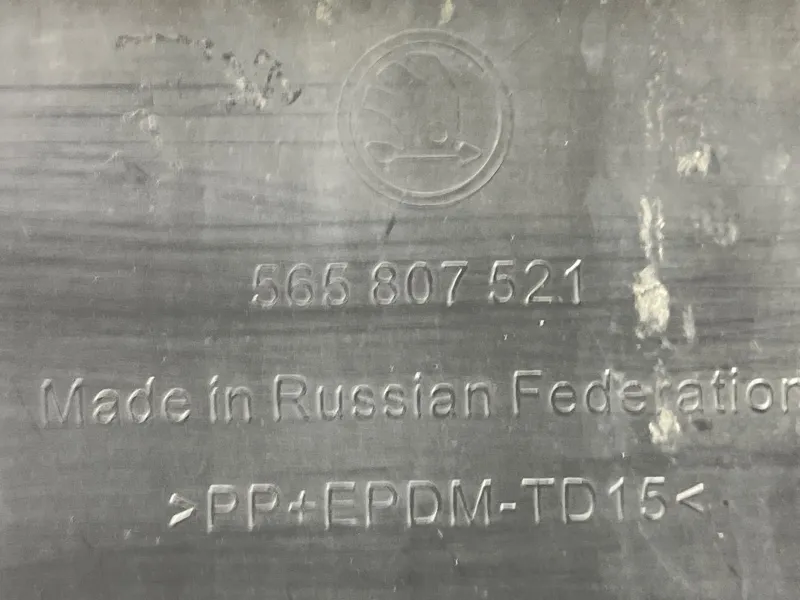 565 807 521
Made in Russian Federation
>PP+EPDM-TD15<